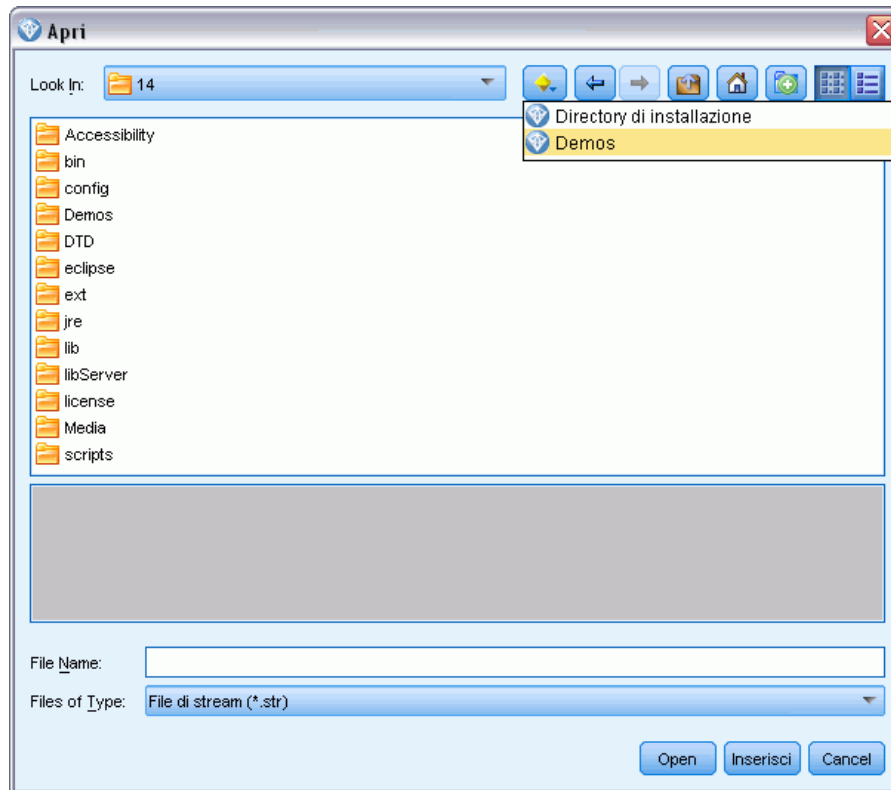 Apri
Look In: 14
Directory di installazione
Demos
Accessibility
bin
config
Demos
DTD
eclipse
ext
jre
lib
libServer
license
Media
scripts
File Name:
Files of Type: File di stream (*.str)
Open Inserisci Cancel